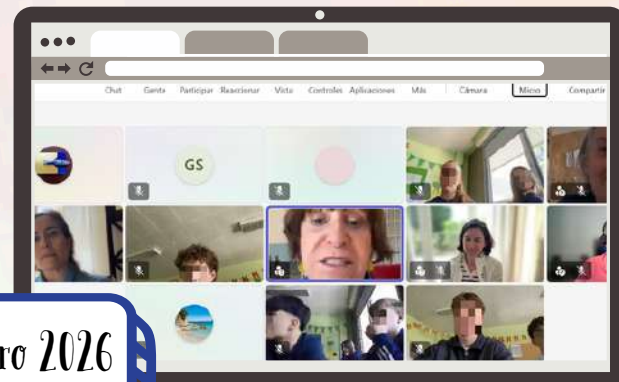 Chat Gente Participar Reaccionar Vista Controles Aplicaciones Más Cámara Micro Compartir
GS
ro 2026